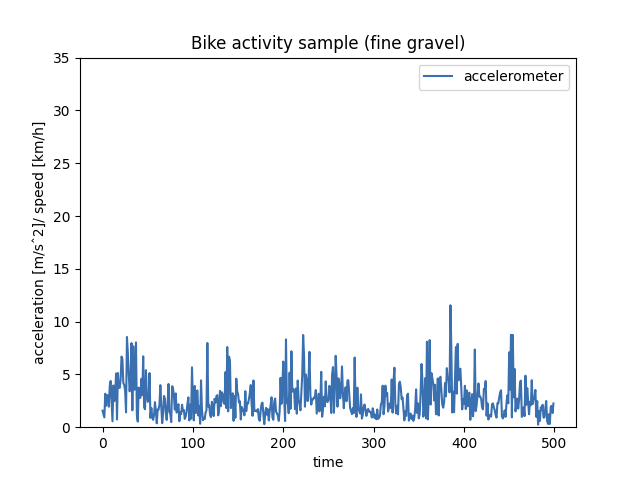 Bike activity sample (fine gravel)
accelerometer
35
30
25
20
15
10
5
0
acceleration [m/s^2]/ speed [km/h]
0 100 200 300 400 500
time